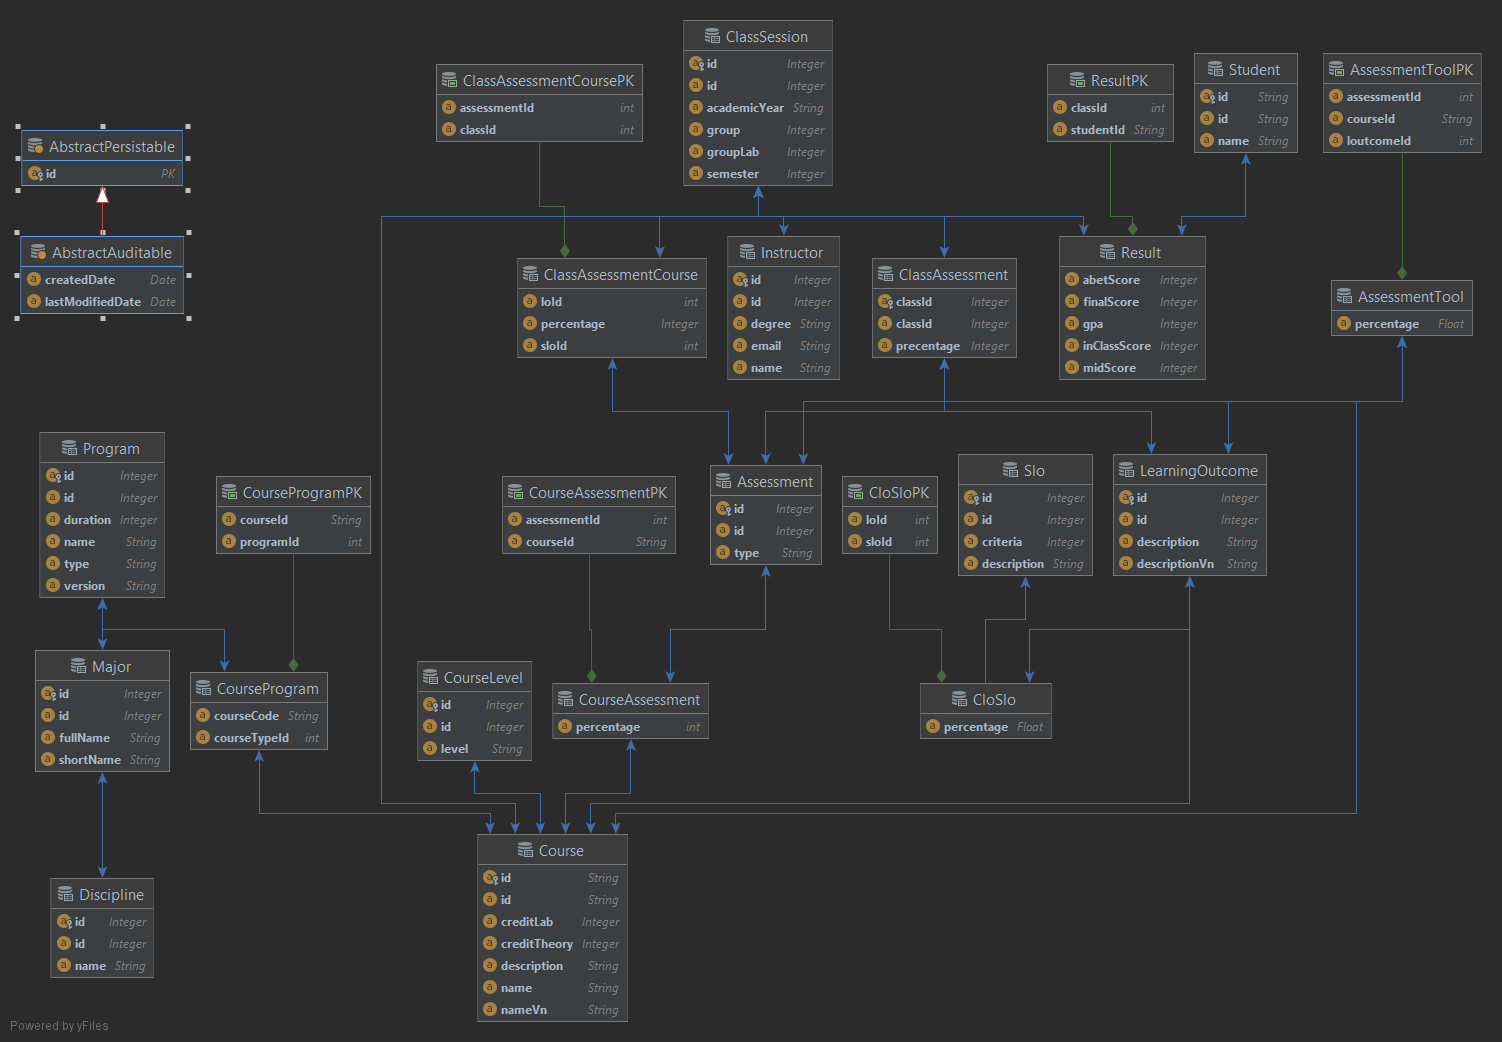 ClassSession
id Integer
id Integer
academicYear String
group Integer
groupLab Integer
semester Integer
ClassAssessmentCoursePK
assessmentId int
classId int
ResultPK
classId int
studentId String
Student
id String
id String
name String
AssessmentToolPK
assessmentId int
courseId String
loutcomeId int
AbstractPersistable
id PK
AbstractAuditable
createdDate Date
lastModifiedDate Date
ClassAssessmentCourse
loId int
percentage Integer
sloId int
Instructor
id Integer
id Integer
degree String
email String
name String
ClassAssessment
classId Integer
classId Integer
precentage Integer
Result
abetScore Integer
finalScore Integer
gpa Integer
inClassScore Integer
midScore Integer
AssessmentTool
percentage Float
Program
id Integer
id Integer
duration Integer
name String
type String
version String
CourseProgramPK
courseId String
programId int
CourseAssessmentPK
assessmentId int
courseId String
Assessment
id Integer
id Integer
type String
CloSloPK
loId int
sloId int
Slo
id Integer
id Integer
criteria Integer
description String
LearningOutcome
id Integer
id Integer
description String
descriptionVn String
Major
id Integer
id Integer
fullName String
shortName String
CourseProgram
courseCode String
courseTypeId int
CourseLevel
id Integer
id Integer
level String
CourseAssessment
percentage int
CloSlo
percentage Float
Discipline
id Integer
id Integer
name String
Course
id String
id String
creditLab Integer
creditTheory Integer
description String
name String
nameVn String
Powered by yFiles